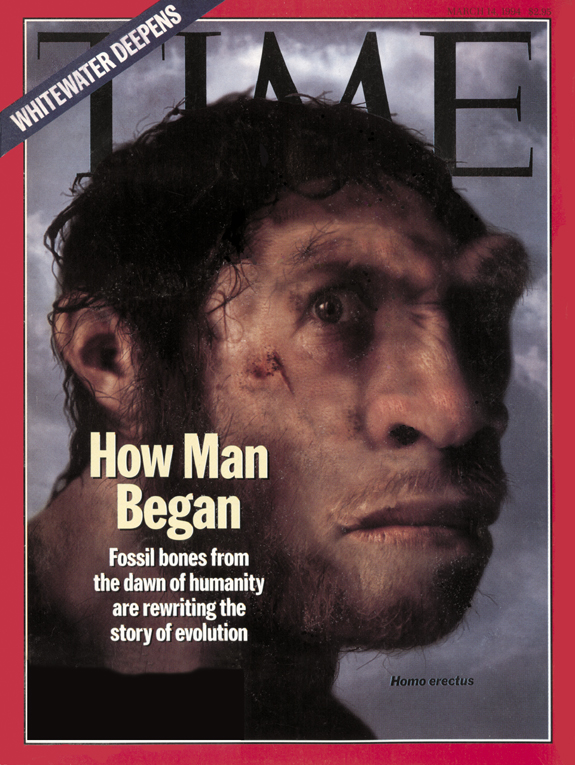 WHITEWATER DEEPENS
TIME
How Man
Began
Fossil bones from
the dawn of humanity
are rewriting the
story of evolution
Homo erectus